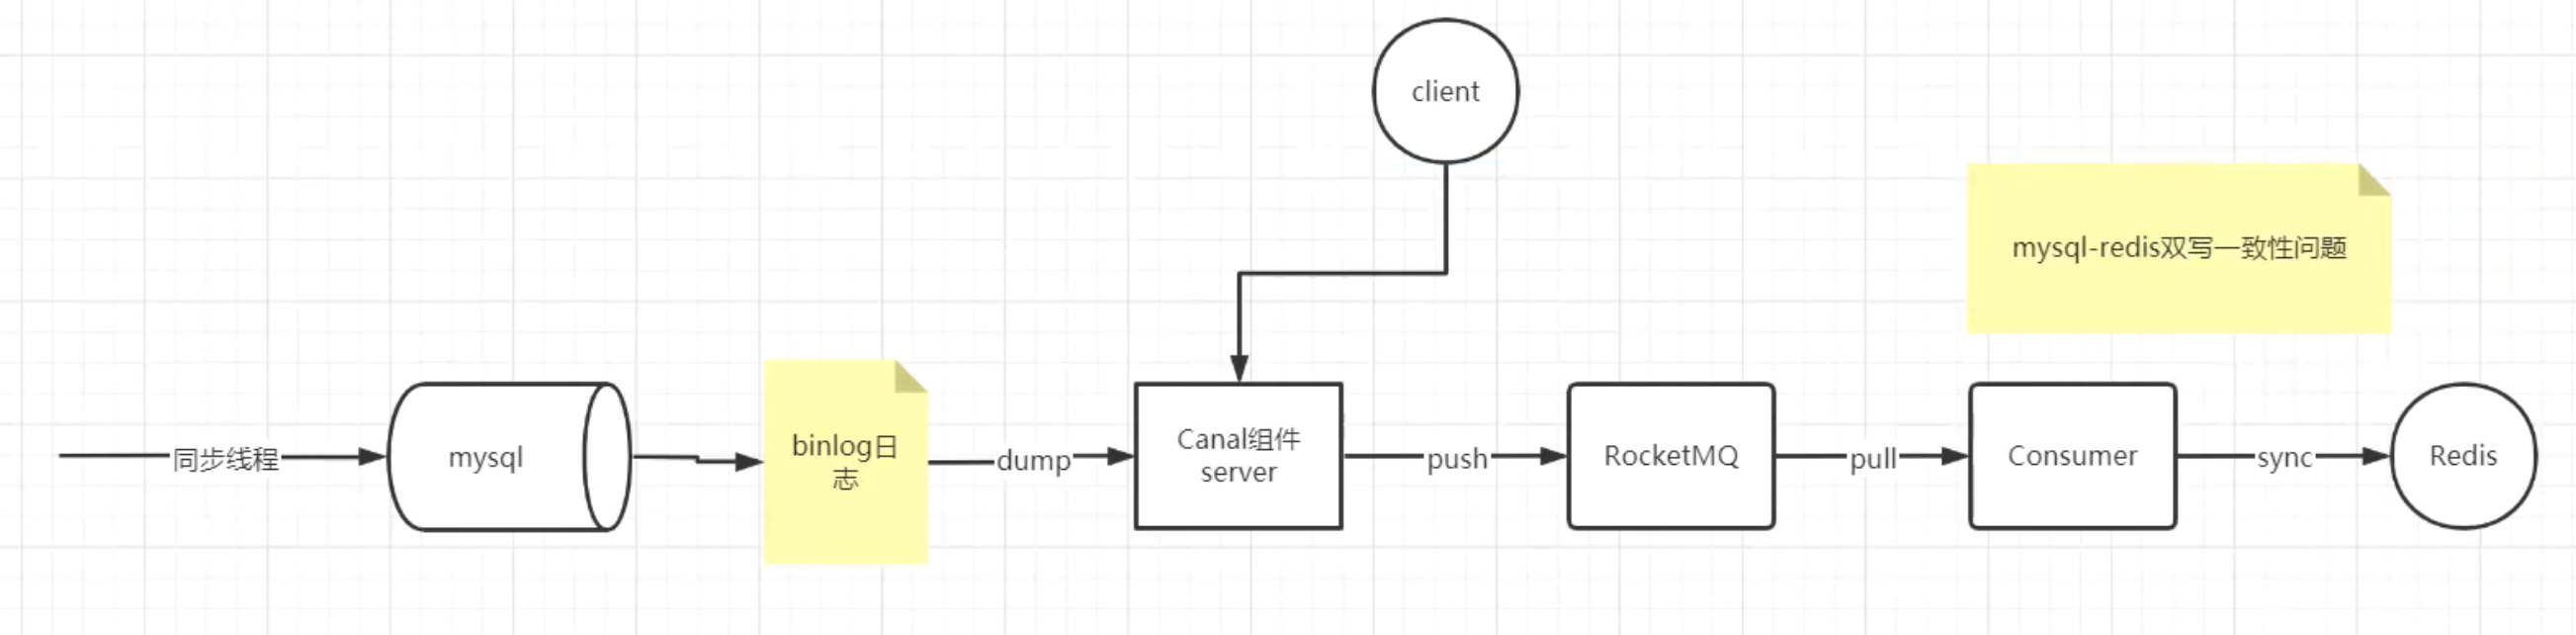 client
mysql-redis双写一致性问题
同步线程
mysql
binlog日
志
dump
Canal组件
server
push
RocketMQ
pull
Consumer
sync
Redis